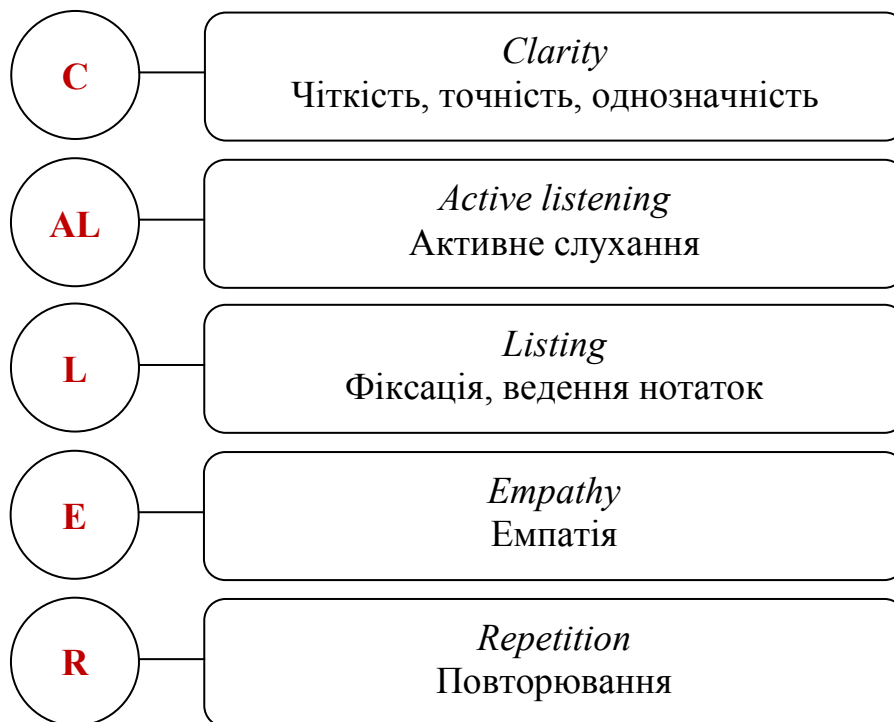 C
Clarity
Чіткість, точність, однозначність
AL
Active listening
Активне слухання
L
Listing
Фіксація, ведення нотаток
E
Empathy
Емпатія
R
Repetition
Повторювання